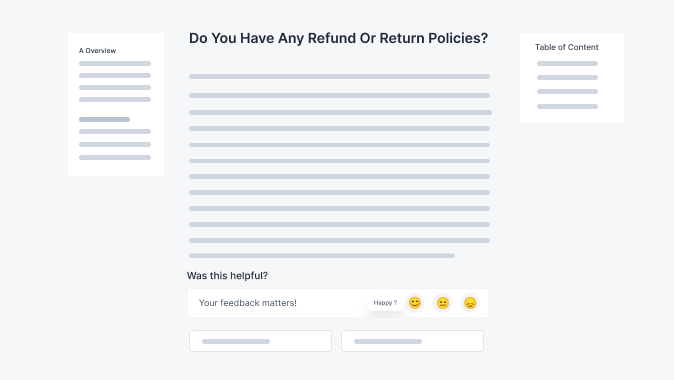 A Overview
Do You Have Any Refund Or Return Policies?
Table of Content
Was this helpful?
Your feedback matters!
Happy ?